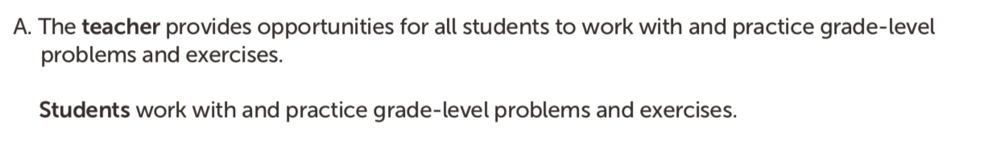 A. The teacher provides opportunities for all students to work with and practice grade-level
problems and exercises.
Students work with and practice grade-level problems and exercises.